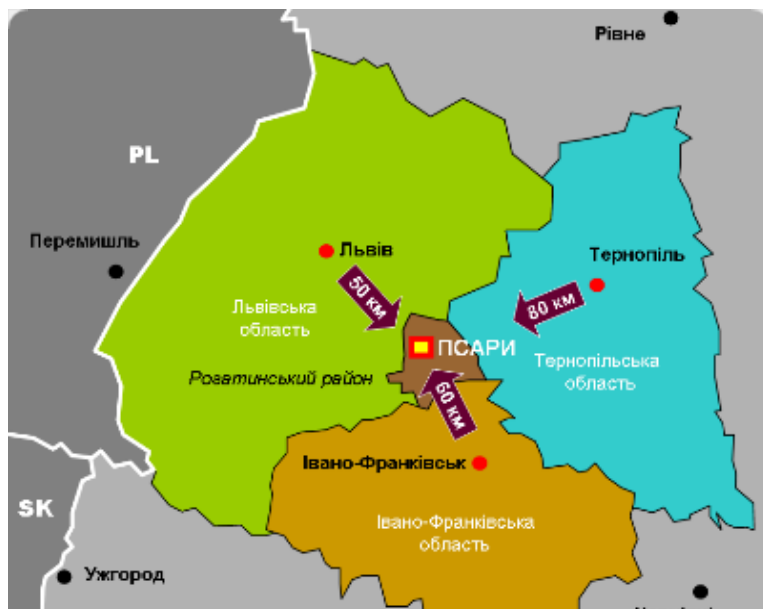 Рівне
PL
Перемишль
Львів
Тернопіль
50 км
80 км
Львівська
область
ПСАРИ
Тернопільська
область
Рогатинський район
60 км
Івано-Франківськ
SK
Івано-Франківська
область
Ужгород